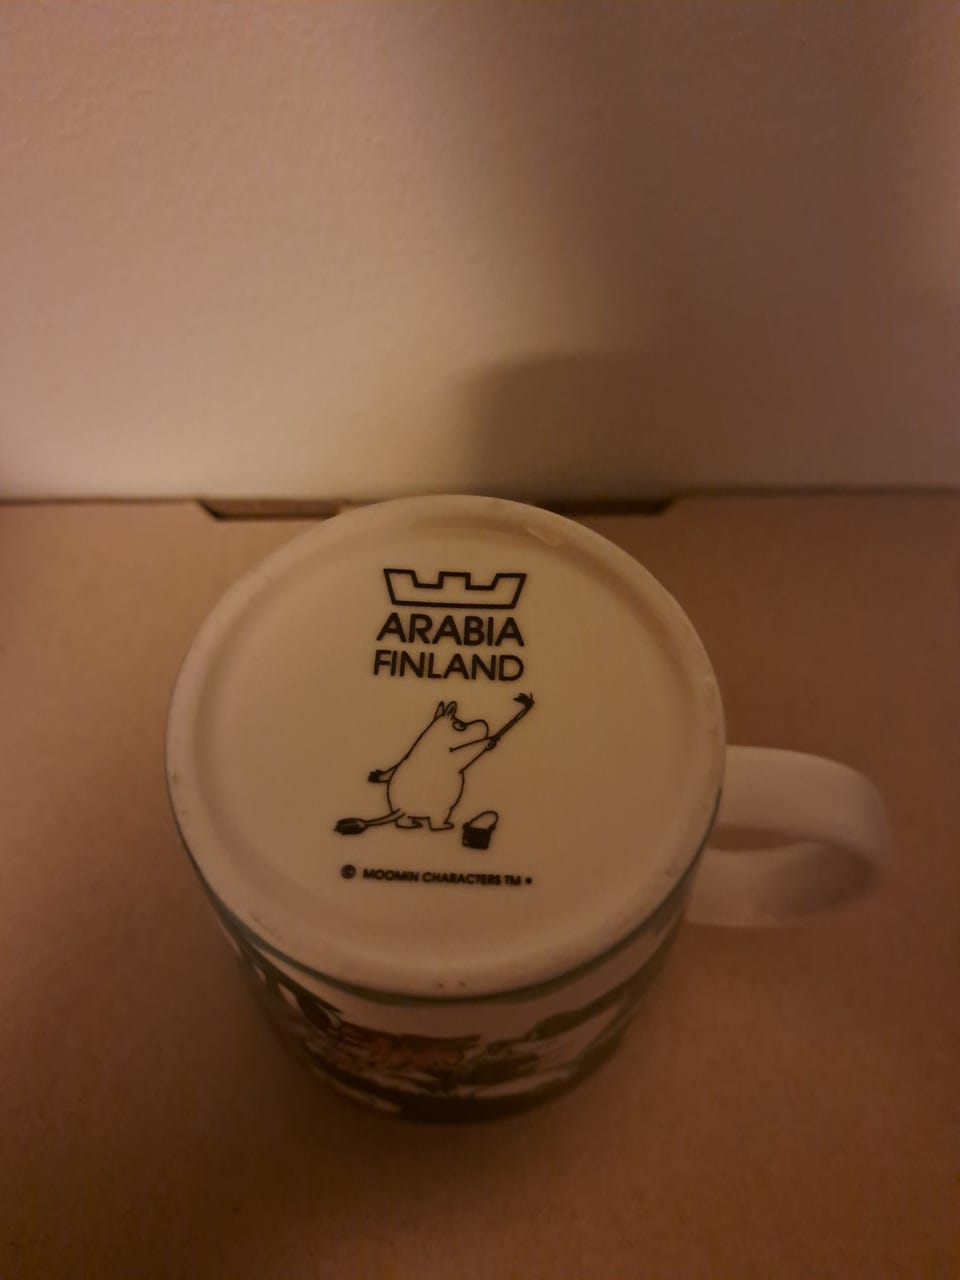 ARABIA
FINLAND
© MOOMIN CHARACTERS TM •